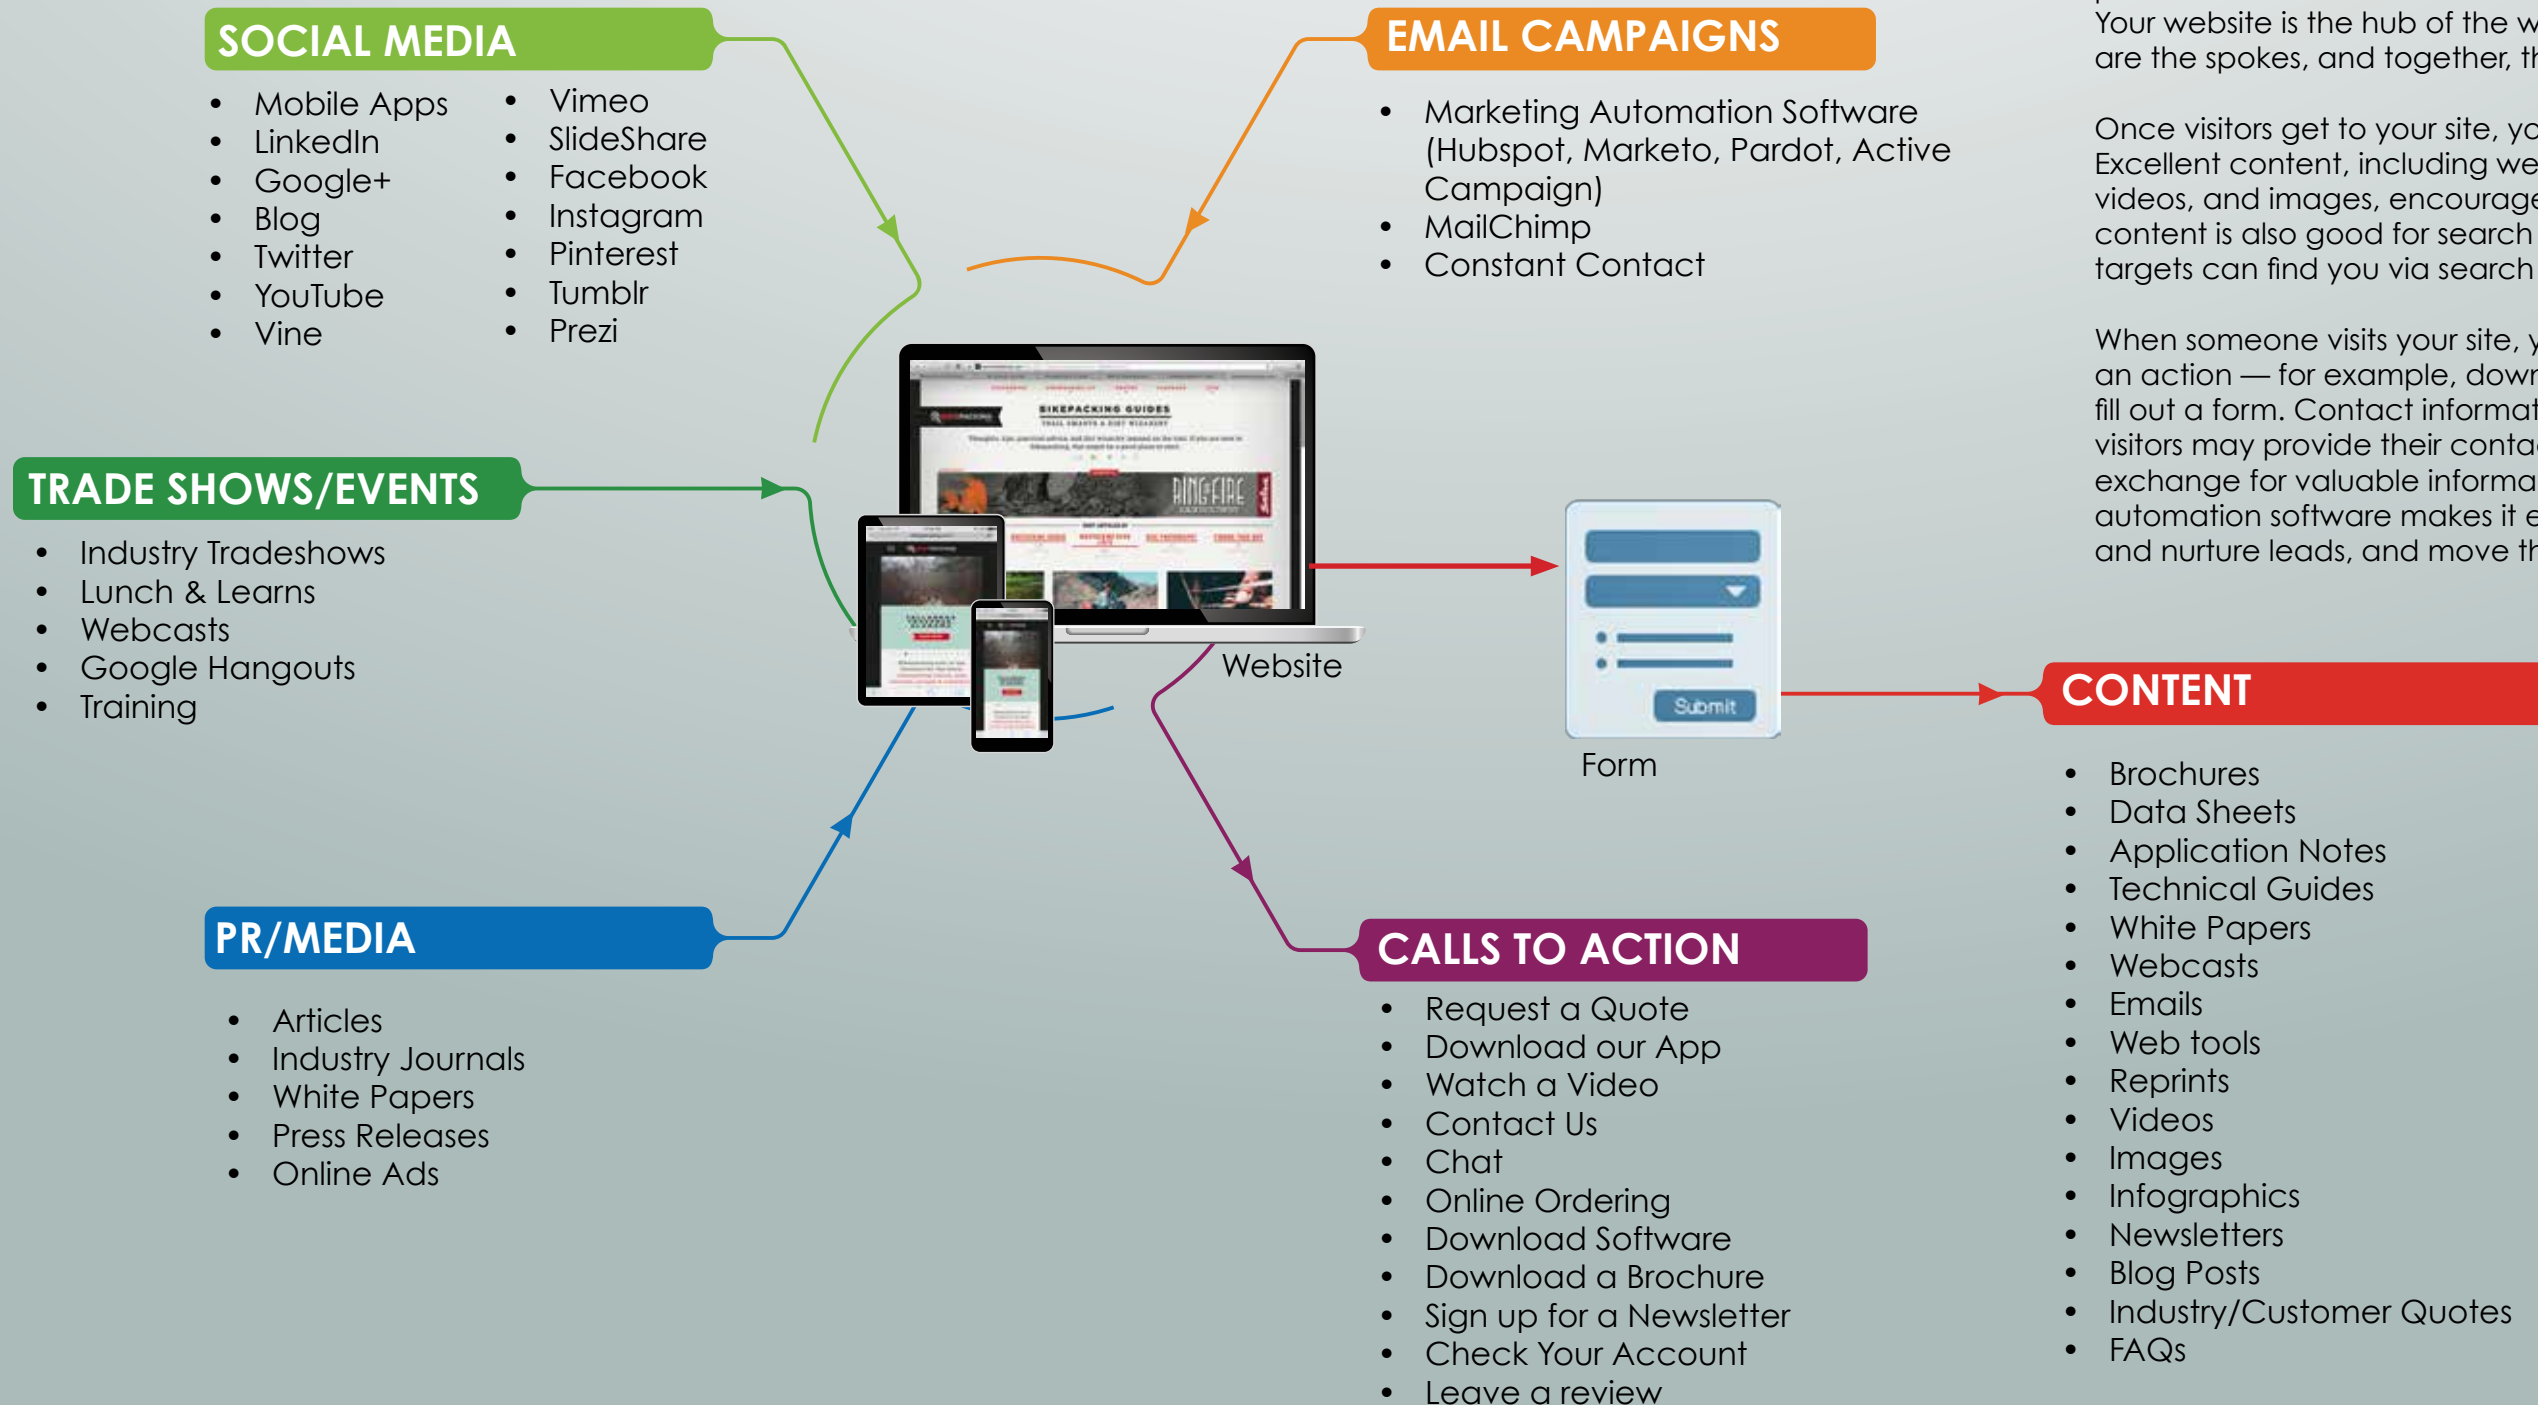 SOCIAL MEDIA
• Mobile Apps
• LinkedIn
• Google+
• Blog
• Twitter
• YouTube
• Vine
• Vimeo
• SlideShare
• Facebook
• Instagram
• Pinterest
• Tumblr
• Prezi
EMAIL CAMPAIGNS
• Marketing Automation Software
(Hubspot, Marketo, Pardot, Active
Campaign)
• MailChimp
• Constant Contact
Your website is the hub of the
are the spokes, and together,
Once visitors get to your site,
Excellent content, including
videos, and images,
content is also good for search
targets can find you via search
When someone visits your site,
an action — for example,
fill out a form. Contact
visitors may provide their
exchange for valuable
automation software makes it
and nurture leads, and move
TRADE SHOWS/EVENTS
• Industry Tradeshows
• Lunch & Learns
• Webcasts
• Google Hangouts
• Training
BIKEPACKING GUIDES
TRAIL SMARTS & DIRT WIZARDRY
RING OF FIRE
Website
Submit
Form
PR/MEDIA
• Articles
• Industry Journals
• White Papers
• Press Releases
• Online Ads
CALLS TO ACTION
• Request a Quote
• Download our App
• Watch a Video
• Contact Us
• Chat
• Online Ordering
• Download Software
• Download a Brochure
• Sign up for a Newsletter
• Check Your Account
• Leave a review
CONTENT
• Brochures
• Data Sheets
• Application Notes
• Technical Guides
• White Papers
• Webcasts
• Emails
• Web tools
• Reprints
• Videos
• Images
• Infographics
• Newsletters
• Blog Posts
• Industry/Customer Quotes
• FAQs